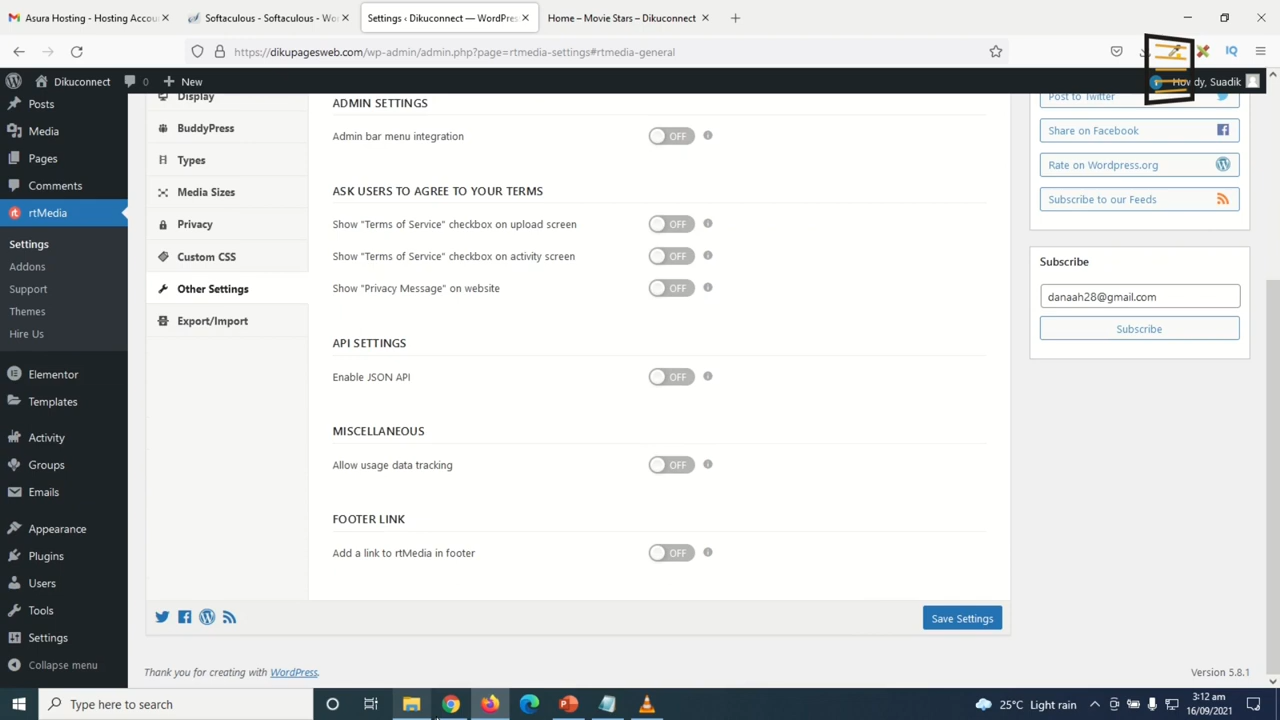 Asura Hosting - Hosting Accou
Softaculous - Softaculous - Wo
Settings ‹ Dikuconnect — WordPres
Home – Movie Stars – Dikuconnect
https://dikupagesweb.com/wp-admin/admin.php?page=rtmedia-settings#rtmedia-general
IQ
Dikuconnect
0
New
Suadik
Posts
Media
Pages
Comments
rtMedia
Settings
Addons
Support
Themes
Hire Us
Elementor
Templates
Activity
Groups
Emails
Appearance
Plugins
Users
Tools
Settings
Collapse menu
Display
BuddyPress
Types
Media Sizes
Privacy
Custom CSS
Other Settings
Export/Import
ADMIN SETTINGS
Admin bar menu integration
OFF
ASK USERS TO AGREE TO YOUR TERMS
Show "Terms of Service" checkbox on upload screen
OFF
Show "Terms of Service" checkbox on activity screen
OFF
Show "Privacy Message" on website
OFF
API SETTINGS
Enable JSON API
OFF
MISCELLANEOUS
Allow usage data tracking
OFF
FOOTER LINK
Add a link to rtMedia in footer
OFF
Save Settings
Post to Twitter
Share on Facebook
Rate on Wordpress.org
Subscribe to our Feeds
Subscribe
danaah28@gmail.com
Subscribe
Thank you for creating with WordPress.
Version 5.8.1
Type here to search
25°C Light rain
3:12 am
16/09/2021